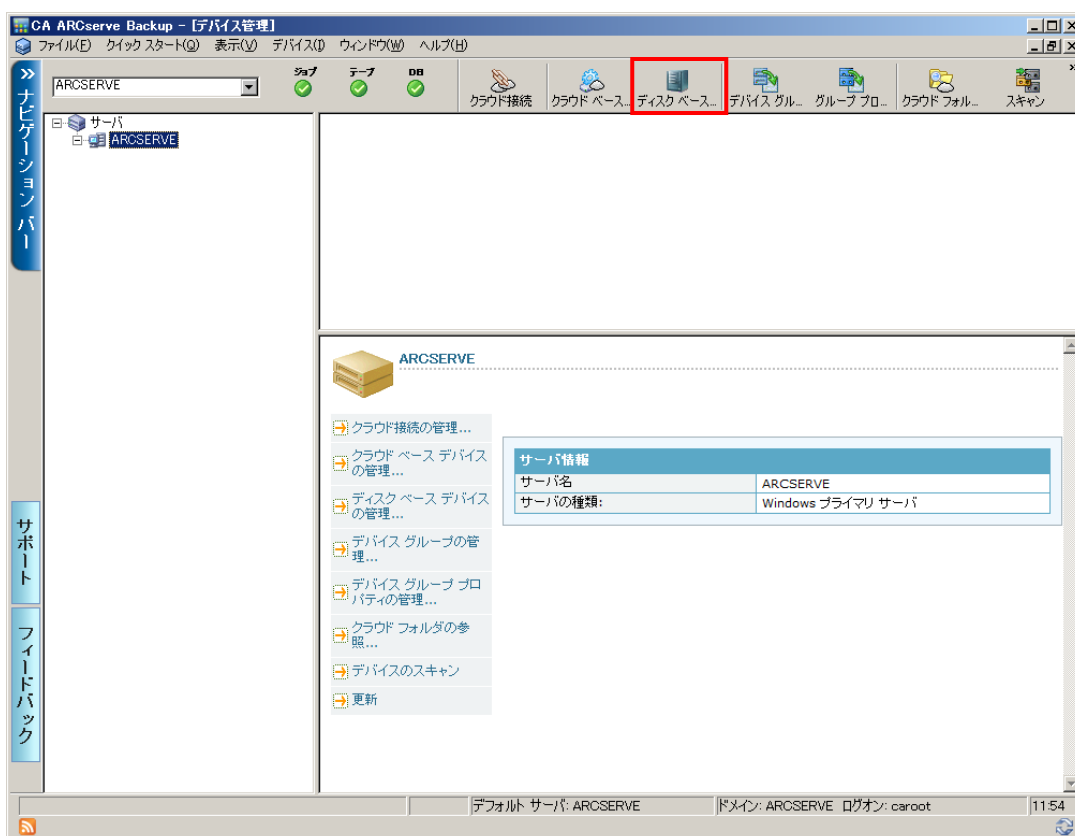 CA ARCserve Backup - [デバイス管理]
ファイル(F) クイック スタート(Q) 表示(V) デバイス(I) ウィンドウ(W) ヘルプ(H)
ナビゲーション バー
ARCSERVE
ジョブ テープ DB
クラウド接続 クラウド ベース... ディスク ベース... デバイス グル... グループ プロ... クラウド フォル... スキャン
サーバ
ARCSERVE
ARCSERVE
クラウド接続の管理...
クラウド ベース デバイス
の管理...
ディスク ベース デバイス
の管理...
デバイス グループの管
理...
デバイス グループ プロ
パティの管理...
クラウド フォルダの参
照...
デバイスのスキャン
更新
サーバ情報
サーバ名 ARCSERVE
サーバの種類: Windows プライマリ サーバ
サポート
フィードバック
デフォルト サーバ: ARCSERVE ドメイン: ARCSERVE ログオン: caroot 11:54